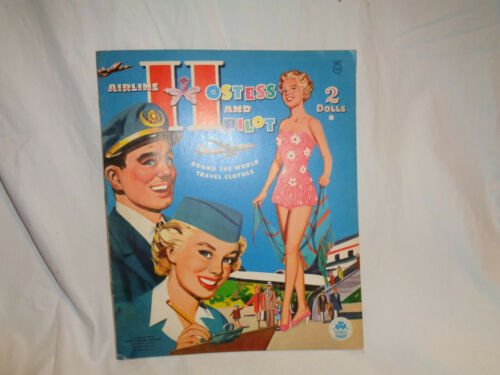 AIRLINE HOSTESS
AND
PILOT
2
DOLLS
ROUND THE WORLD
TRAVEL CLOTHES